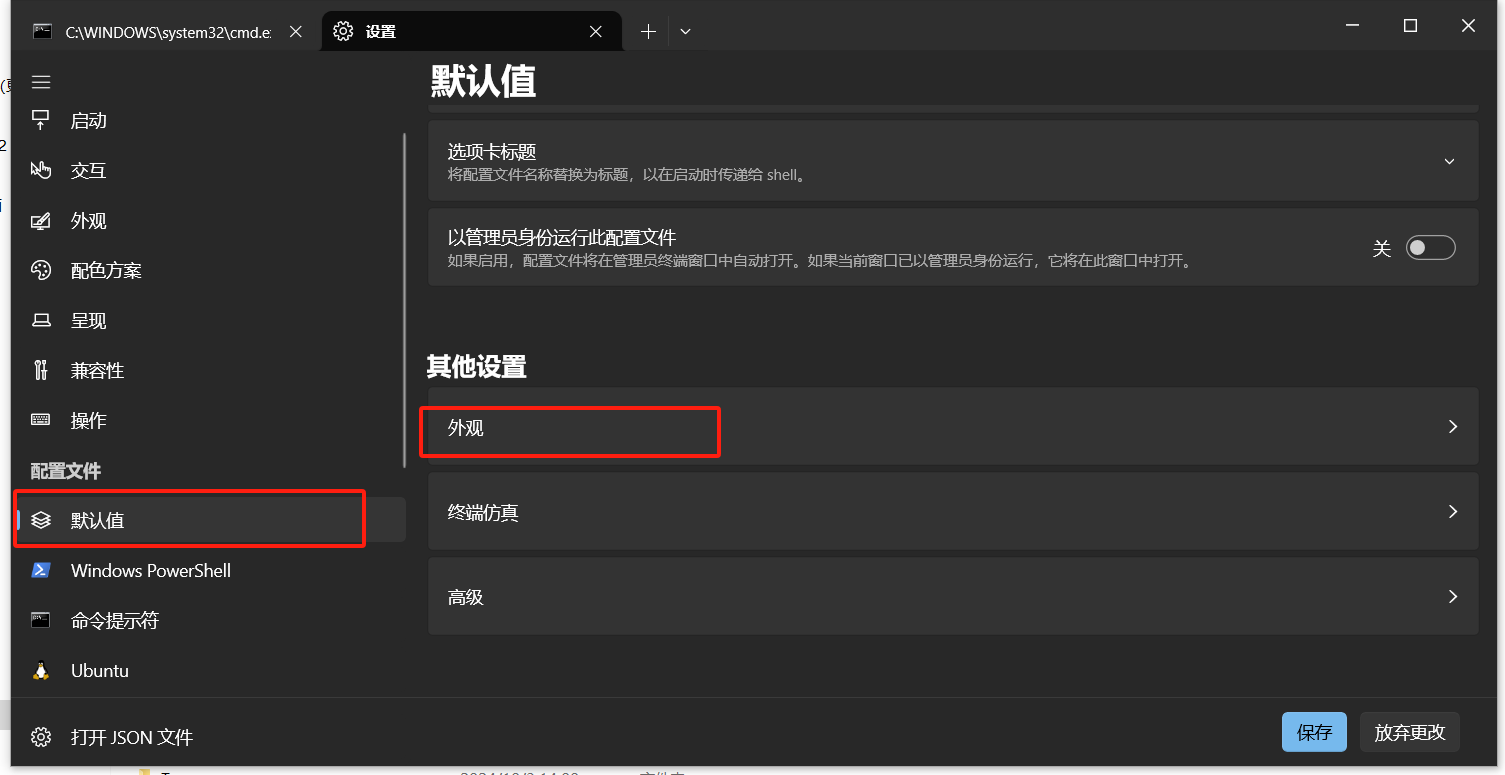 C:\WINDOWS\system32\cmd.e
设置
默认值
启动
交互
外观
配色方案
呈现
兼容性
操作
配置文件
默认值
Windows PowerShell
命令提示符
Ubuntu
打开 JSON 文件
选项卡标题
将配置文件名称替换为标题，以在启动时传递给 shell。
以管理员身份运行此配置文件
如果启用，配置文件将在管理员终端窗口中自动打开。如果当前窗口已以管理员身份运行，它将在此窗口中打开。
关
其他设置
外观
终端仿真
高级
保存
放弃更改